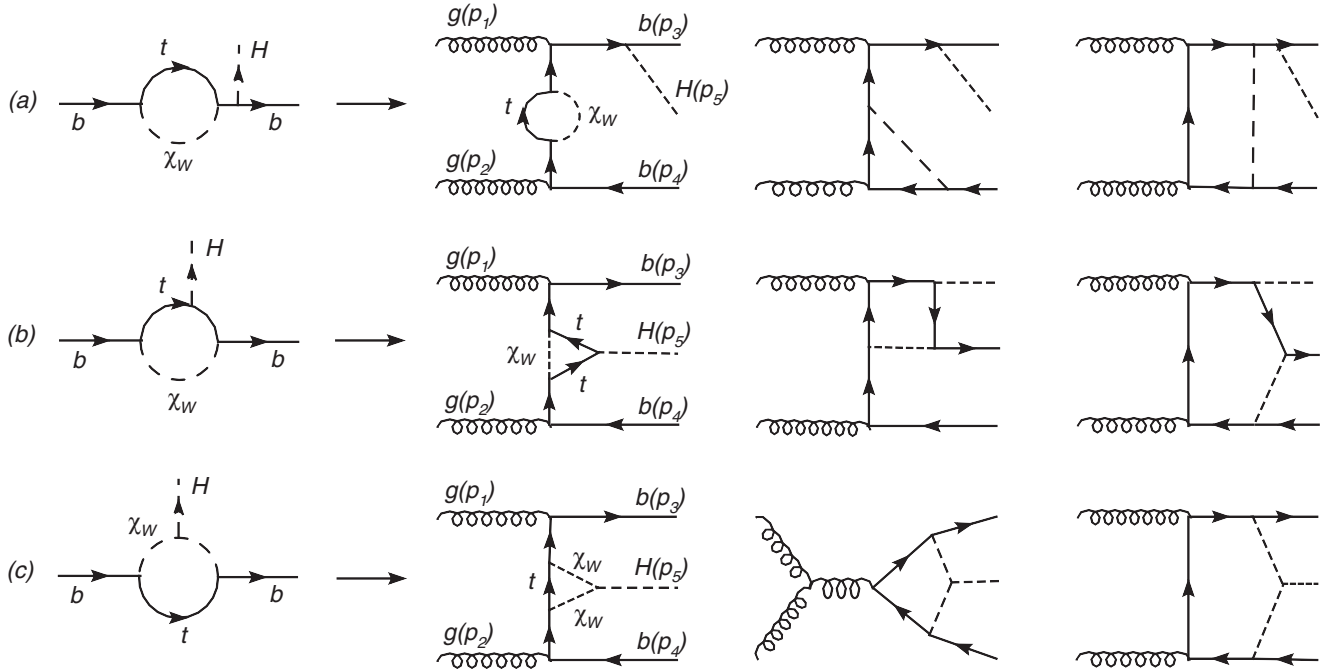 (a)
t
H
b
χW
b
g(p1)
b(p3)
H(p5)
t
χW
g(p2)
b(p4)
(b)
H
t
b
χW
b
g(p1)
b(p3)
t
χW
H(p5)
t
g(p2)
b(p4)
(c)
H
χW
b
t
b
g(p1)
b(p3)
χW
t
H(p5)
χW
g(p2)
b(p4)